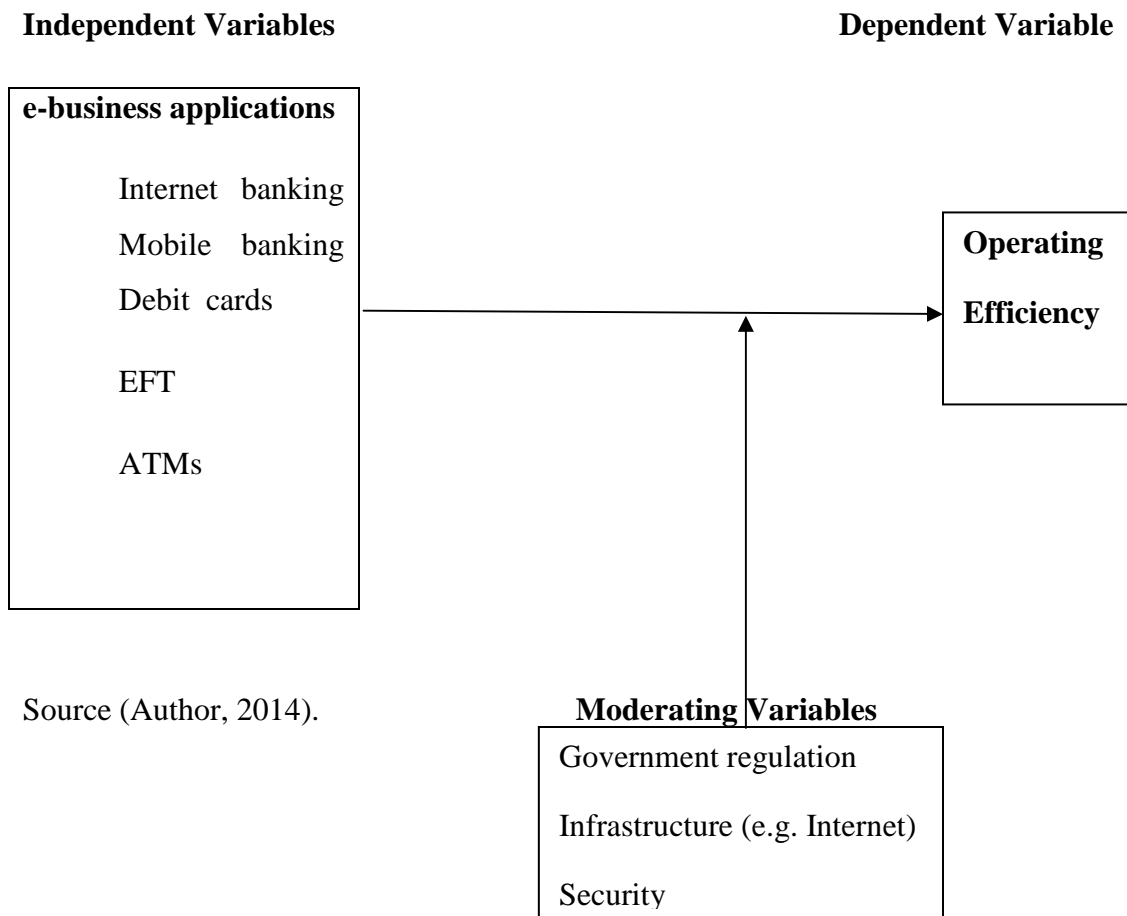 Independent Variables
Dependent Variable
e-business applications
Internet banking
Mobile banking
Debit cards
EFT
ATMs
Operating
Efficiency
Source (Author, 2014).
Moderating Variables
Government regulation
Infrastructure (e.g. Internet)
Security